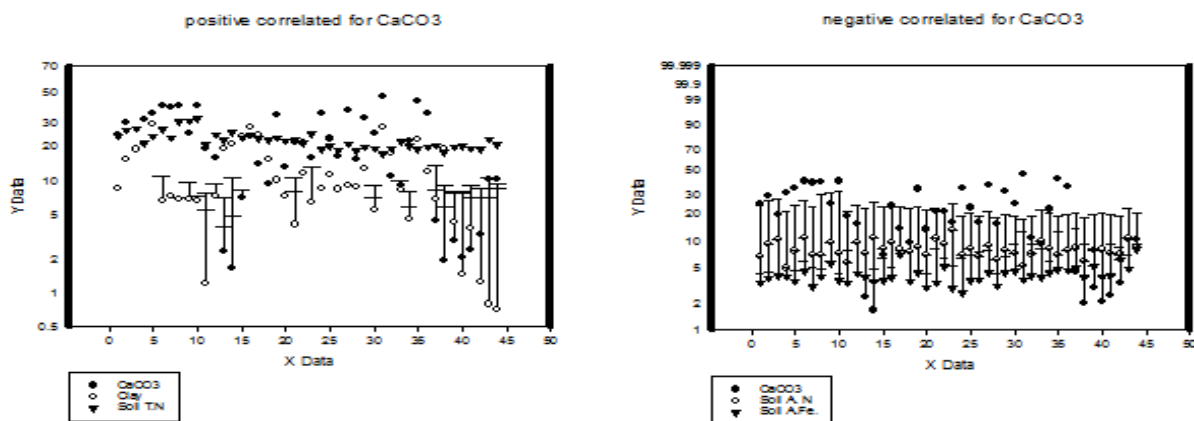 positive correlated for CaCO3
70
50
30
20
10
5
1
0.5
Y Data
0 5 10 15 20 25 30 35 40 45 50
X Data
CaCO3
Clay
Soil T.N
negative correlated for CaCO3
99.999
99.9
99
90
70
50
30
20
10
5
2
1
Y Data
0 5 10 15 20 25 30 35 40 45 50
X Data
CaCO3
Soil A. N
Soil A.Fe.